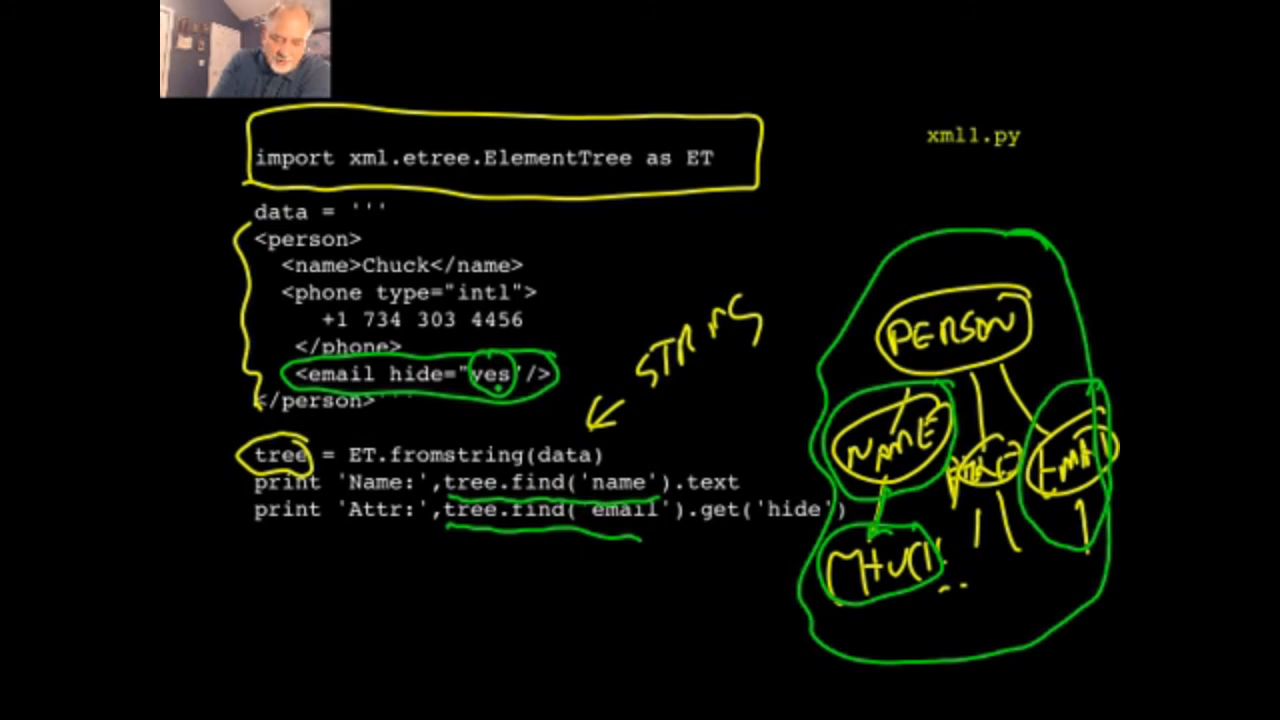 xml1.py
import xml.etree.ElementTree as ET
data = '''
<person>
<name>Chuck</name>
<phone type="intl">
+1 734 303 4456
</phone>
<email hide="yes"/>
</person>'''
tree = ET.fromstring(data)
print 'Name:',tree.find('name').text
print 'Attr:',tree.find('email').get('hide')
PERSON
NAME
EMAIL
CHUCK